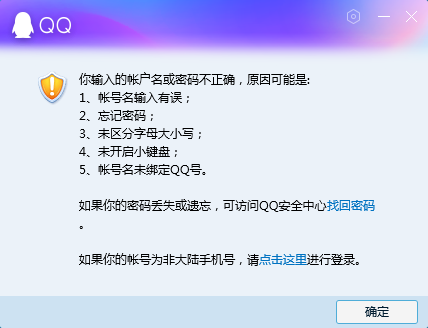 QQ
你输入的帐户名或密码不正确，原因可能是:
1、帐号名输入有误；
2、忘记密码；
3、未区分字母大小写；
4、未开启小键盘；
5、帐号名未绑定QQ号。
如果你的密码丢失或遗忘，可访问QQ安全中心找回密码
。
如果你的帐号为非大陆手机号，请点击这里进行登录。
确定